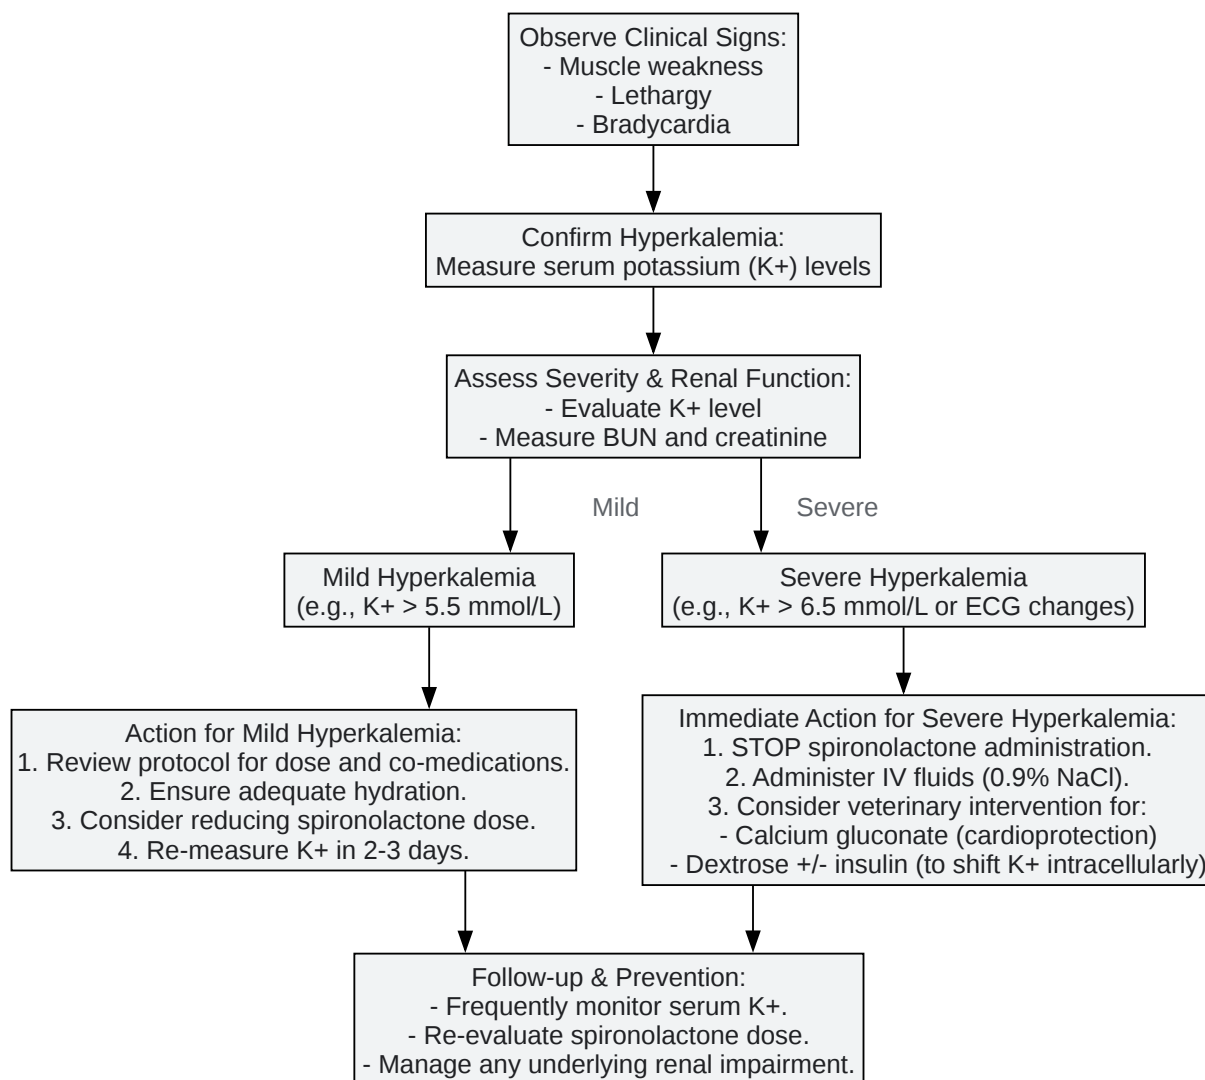 Observe Clinical Signs:
- Muscle weakness
- Lethargy
- Bradycardia
Confirm Hyperkalemia:
Measure serum potassium (K+) levels
Assess Severity & Renal Function:
- Evaluate K+ level
- Measure BUN and creatinine
Mild
Severe
Mild Hyperkalemia
(e.g., K+ > 5.5 mmol/L)
Severe Hyperkalemia
(e.g., K+ > 6.5 mmol/L or ECG changes)
Action for Mild Hyperkalemia:
1. Review protocol for dose and co-medications.
2. Ensure adequate hydration.
3. Consider reducing spironolactone dose.
4. Re-measure K+ in 2-3 days.
Immediate Action for Severe Hyperkalemia:
1. STOP spironolactone administration.
2. Administer IV fluids (0.9% NaCl).
3. Consider veterinary intervention for:
- Calcium gluconate (cardioprotection)
- Dextrose +/- insulin (to shift K+ intracellularly)
Follow-up & Prevention:
- Frequently monitor serum K+.
- Re-evaluate spironolactone dose.
- Manage any underlying renal impairment.